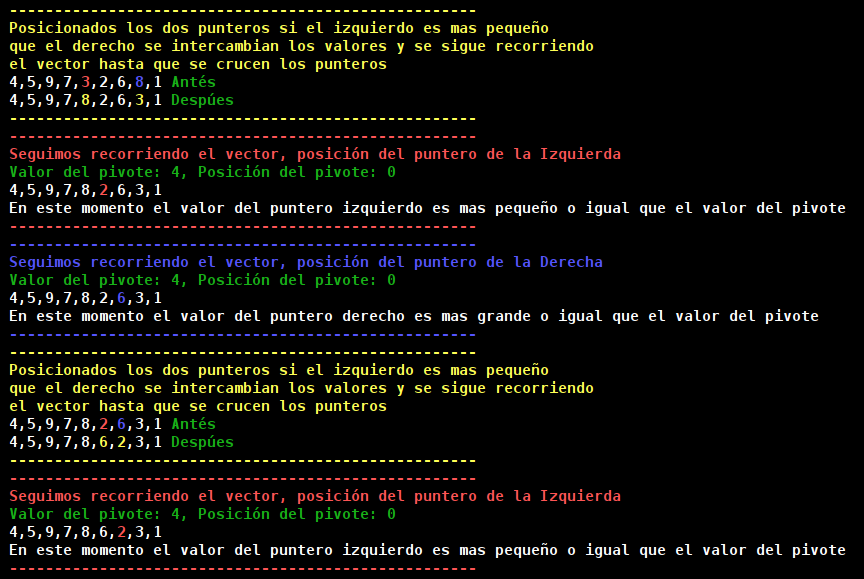 ----------------------------------------------------
Posicionados los dos punteros si el izquierdo es mas pequeño
que el derecho se intercambian los valores y se sigue recorriendo
el vector hasta que se crucen los punteros
4,5,9,7,3,2,6,8,1 Antés
4,5,9,7,8,2,6,3,1 Despúes
----------------------------------------------------
----------------------------------------------------
Seguimos recorriendo el vector, posición del puntero de la Izquierda
Valor del pivote: 4, Posición del pivote: 0
4,5,9,7,8,2,6,3,1
En este momento el valor del puntero izquierdo es mas pequeño o igual que el valor del pivote
----------------------------------------------------
----------------------------------------------------
Seguimos recorriendo el vector, posición del puntero de la Derecha
Valor del pivote: 4, Posición del pivote: 0
4,5,9,7,8,2,6,3,1
En este momento el valor del puntero derecho es mas grande o igual que el valor del pivote
----------------------------------------------------
----------------------------------------------------
Posicionados los dos punteros si el izquierdo es mas pequeño
que el derecho se intercambian los valores y se sigue recorriendo
el vector hasta que se crucen los punteros
4,5,9,7,8,2,6,3,1 Antés
4,5,9,7,8,6,2,3,1 Despúes
----------------------------------------------------
----------------------------------------------------
Seguimos recorriendo el vector, posición del puntero de la Izquierda
Valor del pivote: 4, Posición del pivote: 0
4,5,9,7,8,6,2,3,1
En este momento el valor del puntero izquierdo es mas pequeño o igual que el valor del pivote
----------------------------------------------------